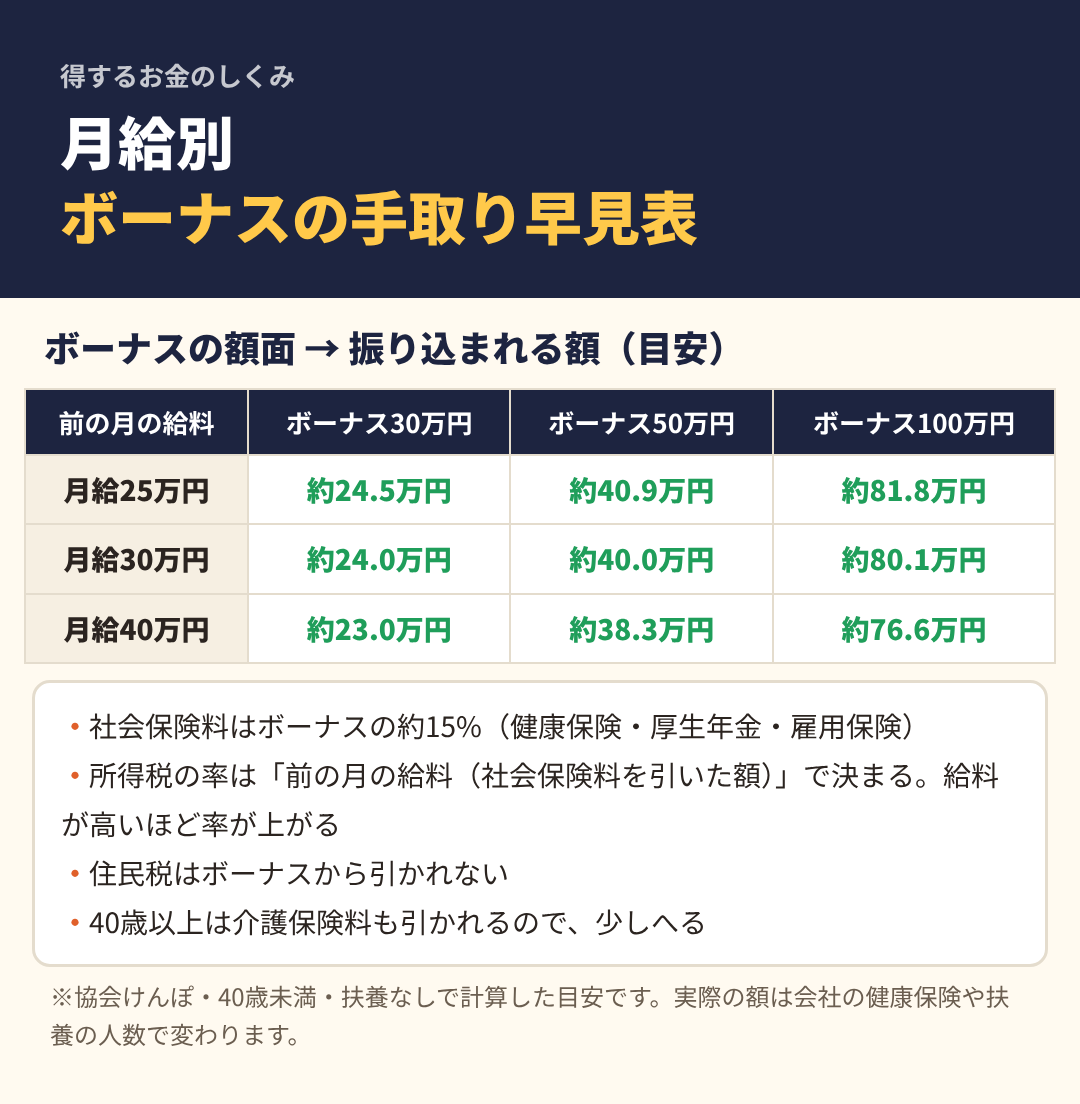 得するお金のしくみ
月給別
ボーナスの手取り早見表
ボーナスの額面 → 振り込まれる額（目安）
前の月の給料 ボーナス30万円 ボーナス50万円 ボーナス100万円
月給25万円 約24.5万円 約40.9万円 約81.8万円
月給30万円 約24.0万円 約40.0万円 約80.1万円
月給40万円 約23.0万円 約38.3万円 約76.6万円
・社会保険料はボーナスの約15%（健康保険・厚生年金・雇用保険）
・所得税の率は「前の月の給料（社会保険料を引いた額）」で決まる。給料
が高いほど率が上がる
・住民税はボーナスから引かれない
・40歳以上は介護保険料も引かれるので、少しへる
※協会けんぽ・40歳未満・扶養なしで計算した目安です。実際の額は会社の健康保険や扶
養の人数で変わります。